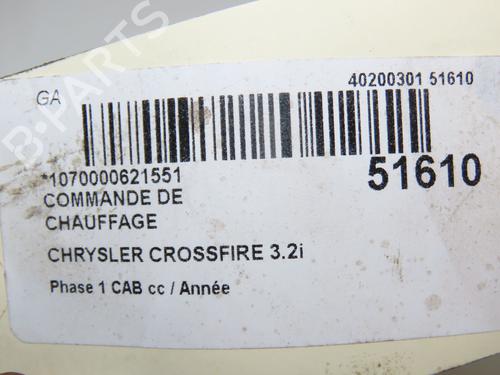 B-PARTS
GA
40200301 51610
*1070000621551
51610
COMMANDE DE
CHAUFFAGE
CHRYSLER CROSSFIRE 3.2i
Phase 1 CAB cc / Année